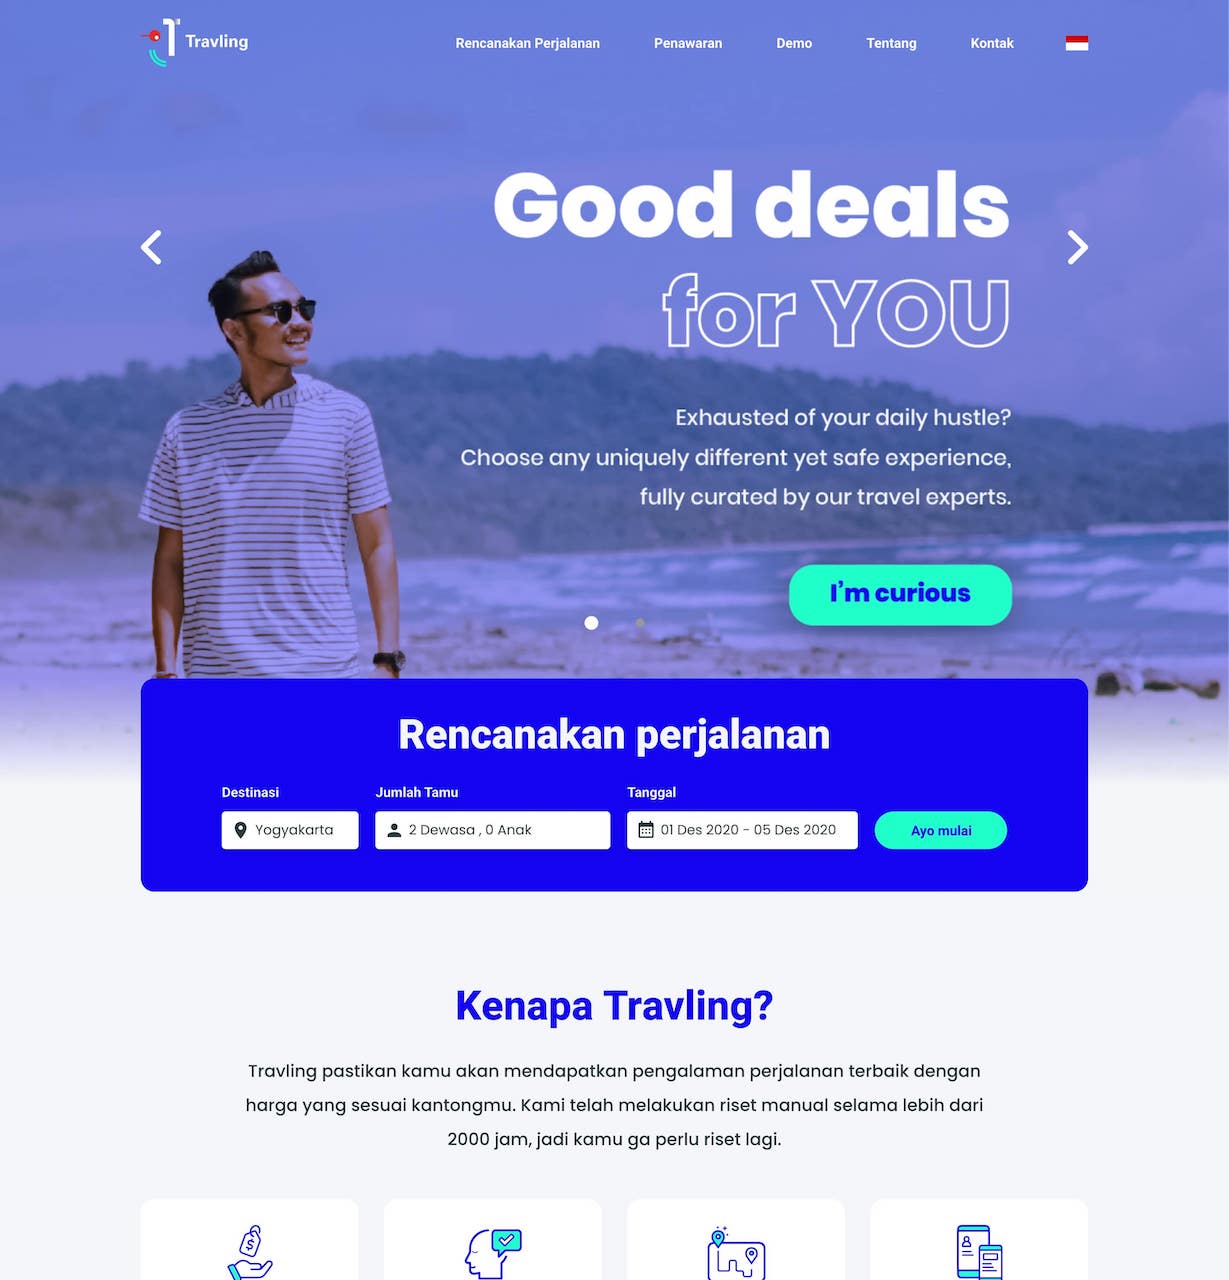 Travling
Rencanakan Perjalanan
Penawaran
Demo
Tentang
Kontak
Good deals
for YOU
Exhausted of your daily hustle?
Choose any uniquely different yet safe experience,
fully curated by our travel experts.
I'm curious
Rencanakan perjalanan
Destinasi
Jumlah Tamu
Tanggal
Yogyakarta
2 Dewasa , 0 Anak
01 Des 2020 - 05 Des 2020
Ayo mulai
Kenapa Travling?
Travling pastikan kamu akan mendapatkan pengalaman perjalanan terbaik dengan
harga yang sesuai kantongmu. Kami telah melakukan riset manual selama lebih dari
2000 jam, jadi kamu ga perlu riset lagi.
$